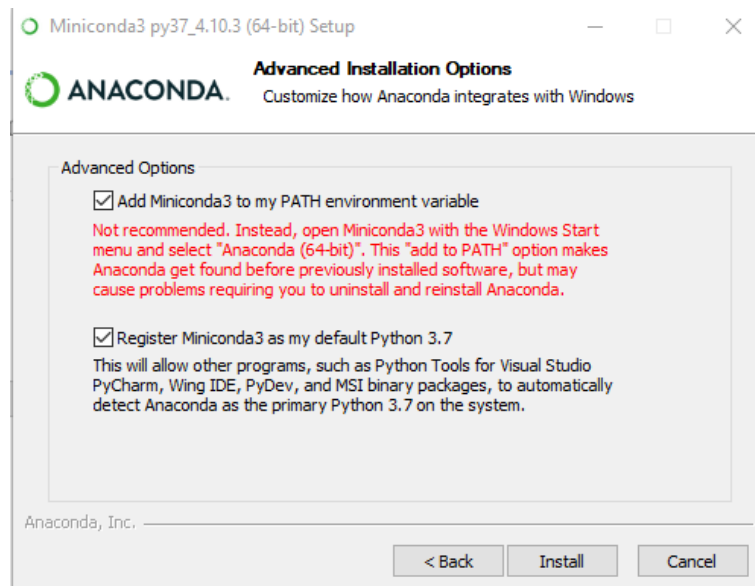 Miniconda3 py37_4.10.3 (64-bit) Setup
ANACONDA.
Advanced Installation Options
Customize how Anaconda integrates with Windows
Advanced Options
Add Miniconda3 to my PATH environment variable
Not recommended. Instead, open Miniconda3 with the Windows Start
menu and select "Anaconda (64-bit)". This "add to PATH" option makes
Anaconda get found before previously installed software, but may
cause problems requiring you to uninstall and reinstall Anaconda.
Register Miniconda3 as my default Python 3.7
This will allow other programs, such as Python Tools for Visual Studio
PyCharm, Wing IDE, PyDev, and MSI binary packages, to automatically
detect Anaconda as the primary Python 3.7 on the system.
Anaconda, Inc.
< Back
Install
Cancel